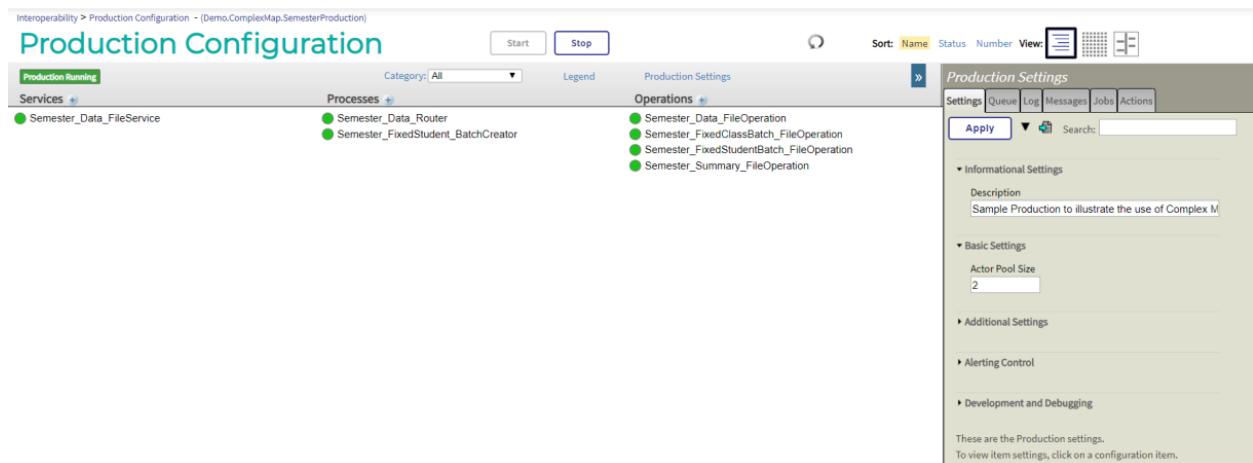 Interoperability > Production Configuration - (Demo.ComplexMap.SemesterProduction)
Production Configuration
Start
Stop
Sort: Name Status Number View:
Production Running
Category: All
Legend
Production Settings
»
Services
Processes
Operations
Semester_Data_FileService
Semester_Data_Router
Semester_FixedStudent_BatchCreator
Semester_Data_FileOperation
Semester_FixedClassBatch_FileOperation
Semester_FixedStudentBatch_FileOperation
Semester_Summary_FileOperation
Production Settings
Settings Queue Log Messages Jobs Actions
Apply
Search:
Informational Settings
Description
Sample Production to illustrate the use of Complex M
Basic Settings
Actor Pool Size
2
Additional Settings
Alerting Control
Development and Debugging
These are the Production settings.
To view item settings, click on a configuration item.